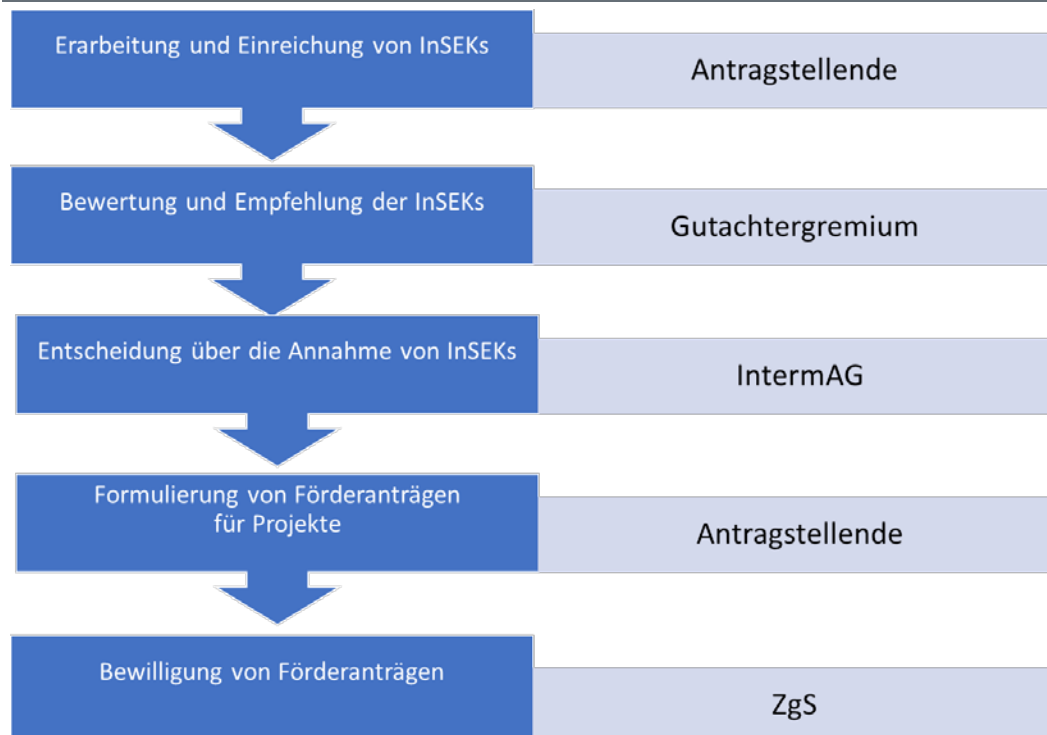 Erarbeitung und Einreichung von InSEKs
Antragstellende
Bewertung und Empfehlung der InSEKs
Gutachtergremium
Entscheidung über die Annahme von InSEKs
IntermAG
Formulierung von Förderanträgen
für Projekte
Antragstellende
Bewilligung von Förderanträgen
ZgS